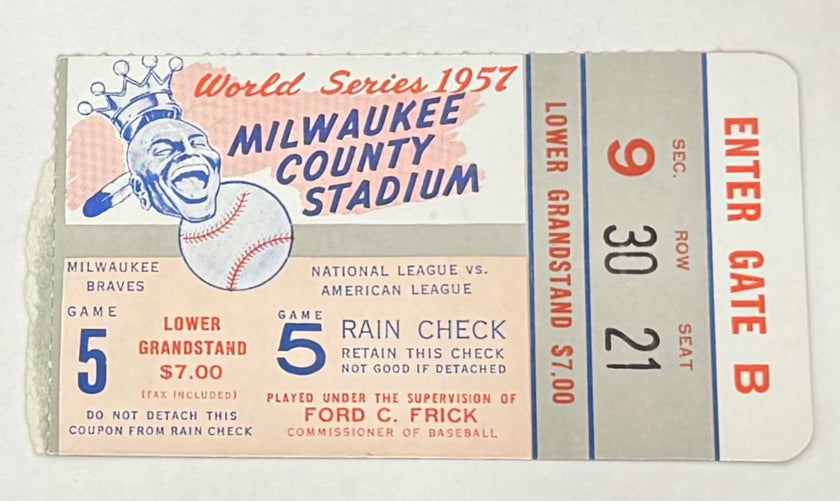 World Series 1957
MILWAUKEE
COUNTY
STADIUM
MILWAUKEE
BRAVES
NATIONAL LEAGUE VS.
AMERICAN LEAGUE
GAME
5
LOWER
GRANDSTAND
$7.00
(TAX INCLUDED)
DO NOT DETACH THIS
COUPON FROM RAIN CHECK
GAME
5
RAIN CHECK
RETAIN THIS CHECK
NOT GOOD IF DETACHED
PLAYED UNDER THE SUPERVISION OF
FORD C. FRICK
COMMISSIONER OF BASEBALL
LOWER GRANDSTAND $7.00
SEC. ROW SEAT
9 30 21
ENTER GATE B